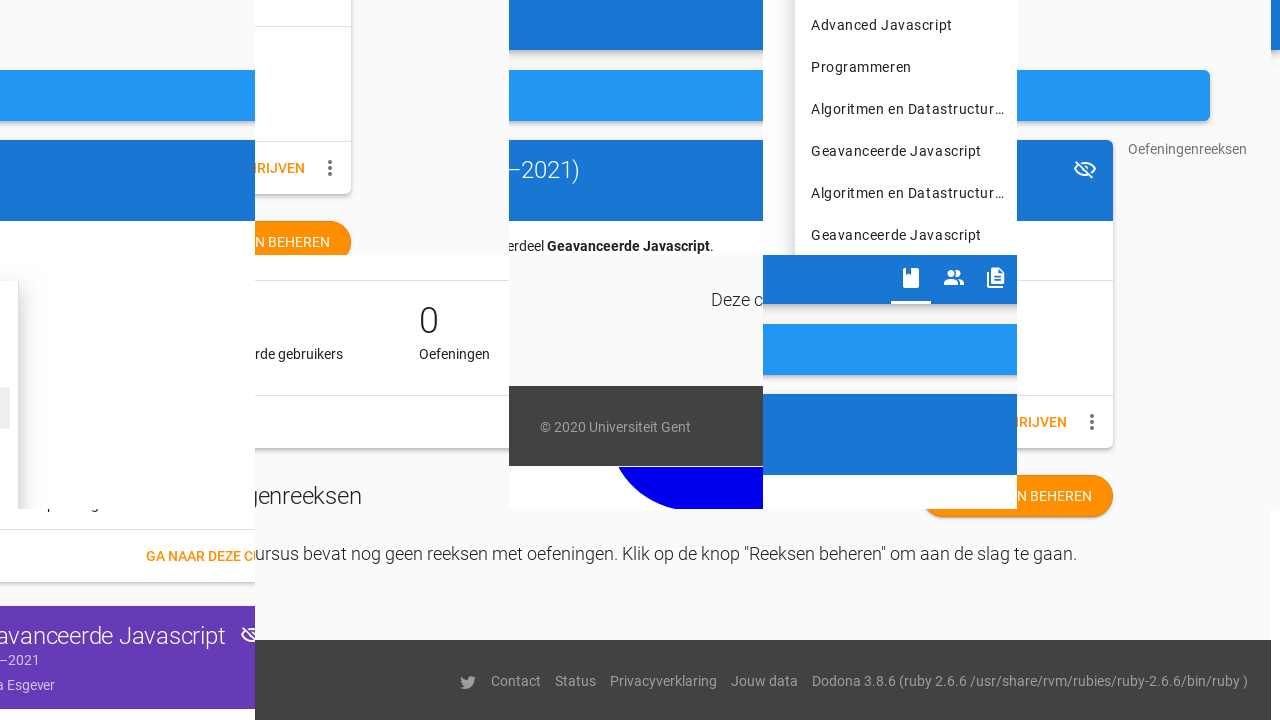 Advanced Javascript
Programmeren
Algoritmen en Datastructur...
Geavanceerde Javascript
Oefeningenreeksen
–2021)
Algoritmen en Datastructur...
Geavanceerde Javascript
Geavanceerde Javascript.
N BEHEREN
0
gebruikers
Oefeningen
Deze c
© 2020 Universiteit Gent
genreeksen
N BEHEREN
ursus bevat nog geen reeksen met oefeningen. Klik op de knop "Reeksen beheren" om aan de slag te gaan.
GA NAAR DEZE CU
avanceerde Javascript
–2021
a Esgever
Contact Status Privacyverklaring Jouw data Dodona 3.8.6 (ruby 2.6.6 /usr/share/rvm/rubies/ruby-2.6.6/bin/ruby )